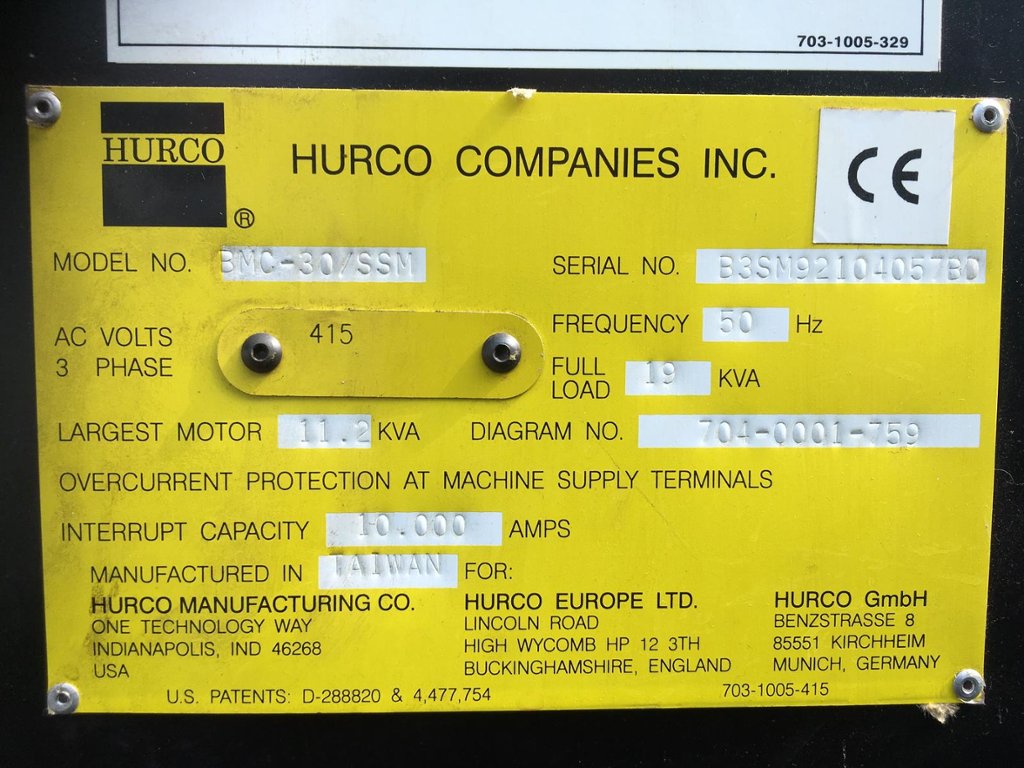 703-1005-329
HURCO
®
HURCO COMPANIES INC.
CE
MODEL NO. BMC-30/SSM
SERIAL NO. B3SM92104057BD
AC VOLTS 415
3 PHASE
FREQUENCY 50 Hz
FULL
LOAD 19 KVA
LARGEST MOTOR 11.2 KVA
DIAGRAM NO. 704-0001-759
OVERCURRENT PROTECTION AT MACHINE SUPPLY TERMINALS
INTERRUPT CAPACITY 10.000 AMPS
MANUFACTURED IN TAIWAN FOR:
HURCO MANUFACTURING CO.
ONE TECHNOLOGY WAY
INDIANAPOLIS, IND 46268
USA
HURCO EUROPE LTD.
LINCOLN ROAD
HIGH WYCOMB HP 12 3TH
BUCKINGHAMSHIRE, ENGLAND
HURCO GmbH
BENZSTRASSE 8
85551 KIRCHHEIM
MUNICH, GERMANY
U.S. PATENTS: D-288820 & 4,477,754
703-1005-415